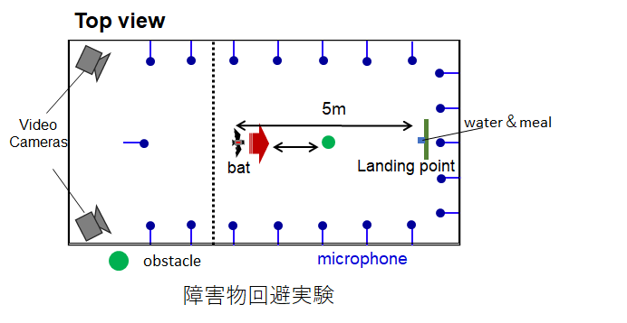 Top view
Video
Cameras
5m
bat
water＆meal
Landing point
obstacle
microphone
障害物回避実験